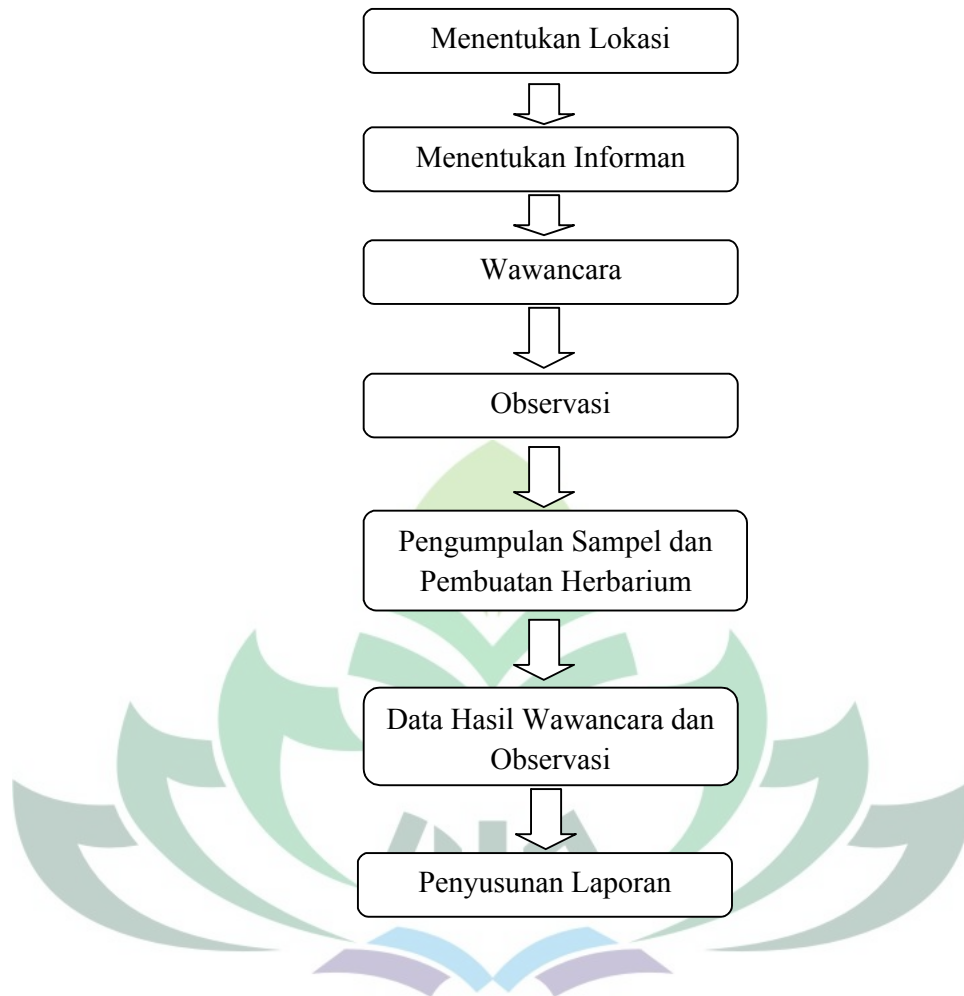 Menentukan Lokasi
Menentukan Informan
Wawancara
Observasi
Pengumpulan Sampel dan
Pembuatan Herbarium
Data Hasil Wawancara dan
Observasi
Penyusunan Laporan